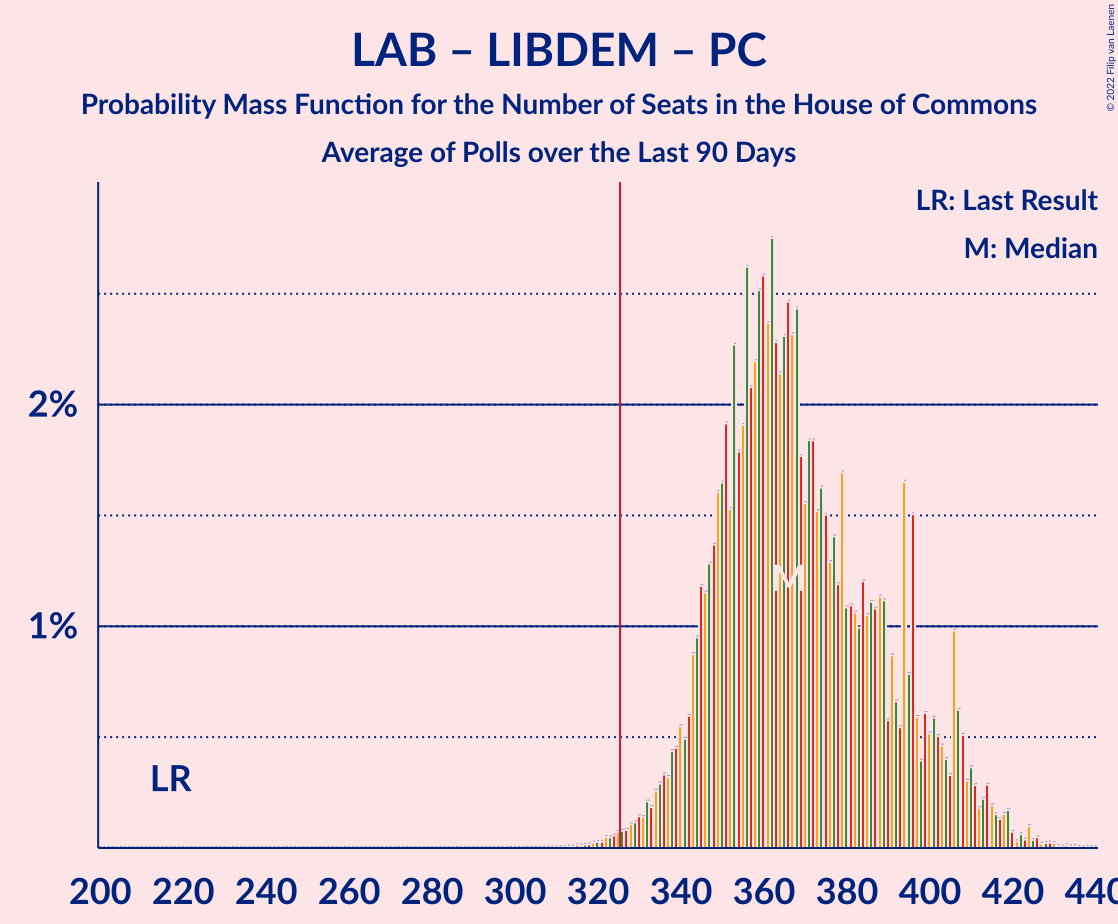 LAB – LIBDEM – PC
Probability Mass Function for the Number of Seats in the House of Commons
Average of Polls over the Last 90 Days
© 2022 Filip van Laenen
LR: Last Result
M: Median
2%
1%
LR
M
200 220 240 260 280 300 320 340 360 380 400 420 440